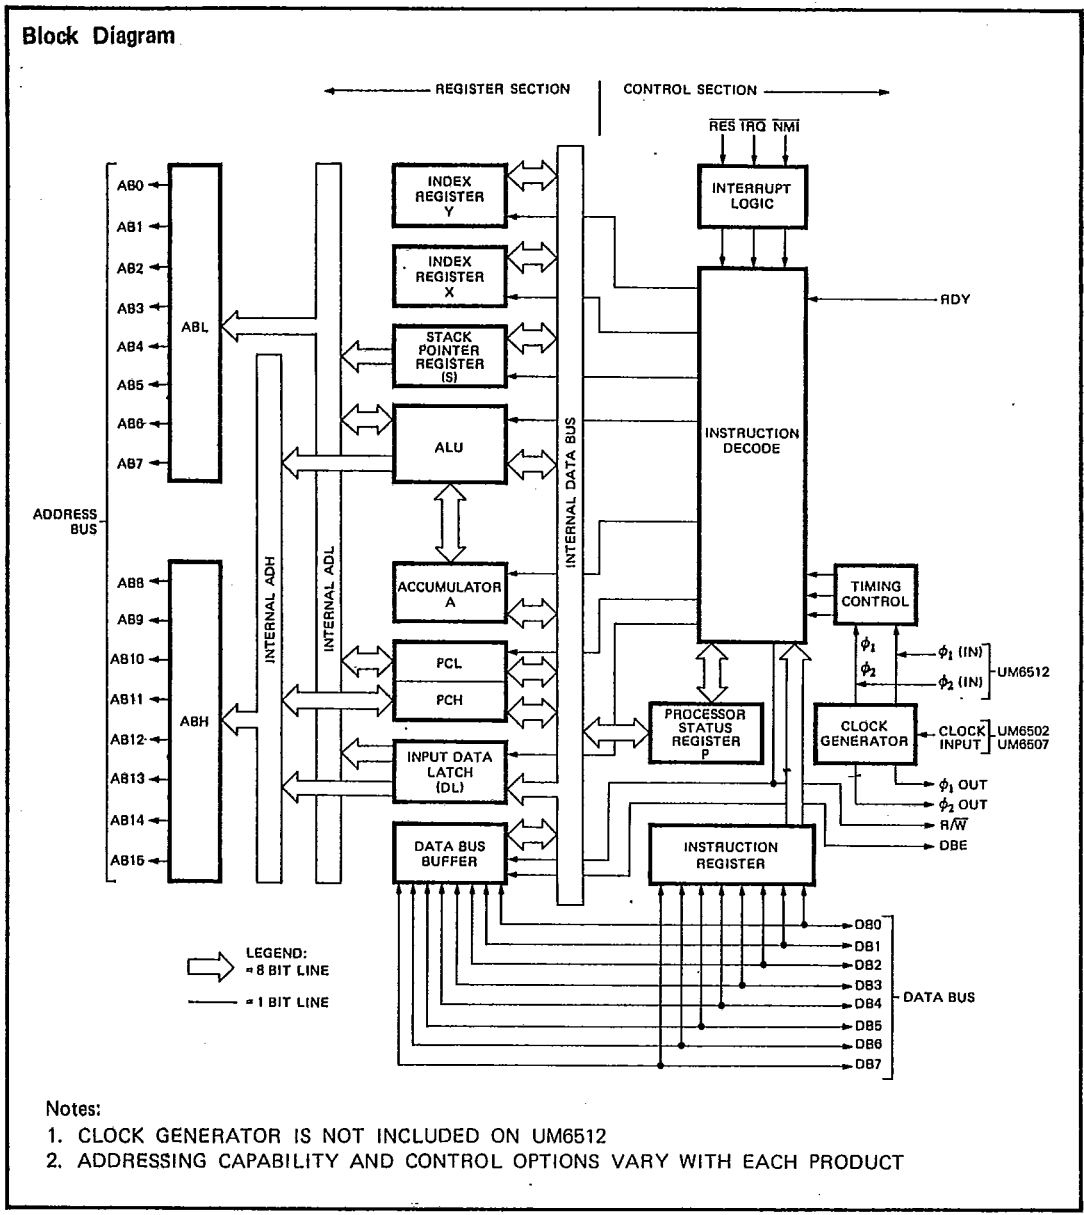 Block Diagram
REGISTER SECTION
CONTROL SECTION
RES IRQ NMI
INTERRUPT
LOGIC
INDEX
REGISTER
Y
INDEX
REGISTER
X
STACK
POINTER
REGISTER
(S)
ALU
ACCUMULATOR
A
PCL
PCH
INPUT DATA
LATCH
(DL)
DATA BUS
BUFFER
ABL
ABH
AB0
AB1
AB2
AB3
AB4
AB5
AB6
AB7
ADDRESS
BUS
AB8
AB9
AB10
AB11
AB12
AB13
AB14
AB15
INTERNAL ADH
INTERNAL ADL
INTERNAL DATA BUS
INSTRUCTION
DECODE
RDY
TIMING
CONTROL
ϕ1
ϕ2
ϕ1 (IN)
ϕ2 (IN)
UM6512
CLOCK
GENERATOR
CLOCK
INPUT
UM6502
UM6507
ϕ1 OUT
ϕ2 OUT
R/W
DBE
PROCESSOR
STATUS
REGISTER
P
INSTRUCTION
REGISTER
DB0
DB1
DB2
DB3
DB4
DB5
DB6
DB7
DATA BUS
LEGEND:
= 8 BIT LINE
= 1 BIT LINE
Notes:
1. CLOCK GENERATOR IS NOT INCLUDED ON UM6512
2. ADDRESSING CAPABILITY AND CONTROL OPTIONS VARY WITH EACH PRODUCT